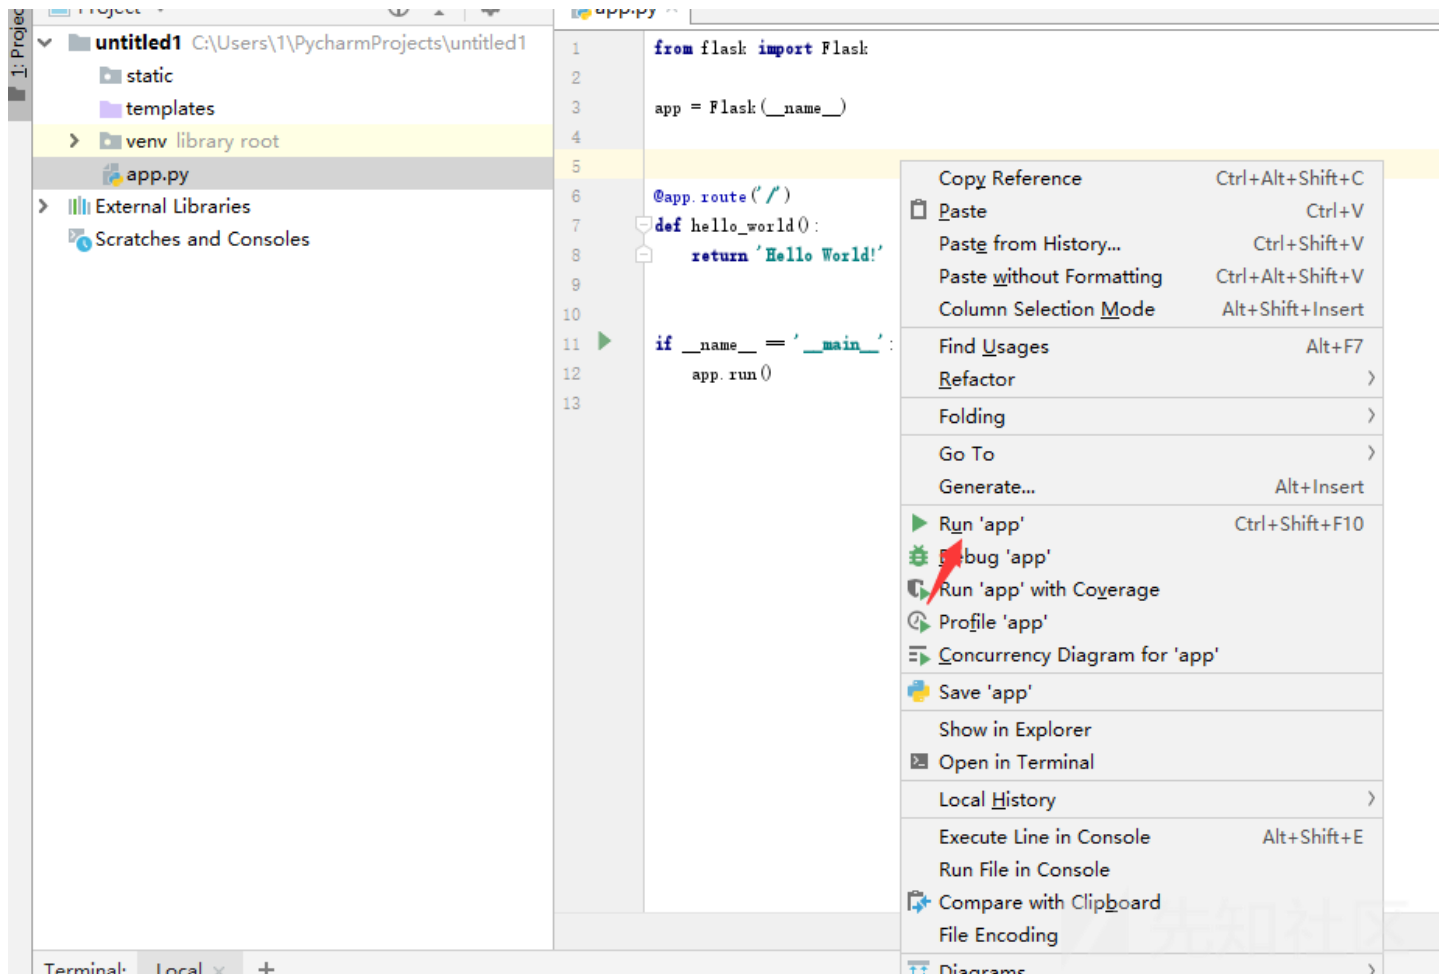 Project
app.py
1: Project
untitled1 C:\Users\1\PycharmProjects\untitled1
static
templates
venv library root
app.py
External Libraries
Scratches and Consoles
1 from flask import Flask
2
3 app = Flask(__name__)
4
5
6 @app.route('/')
7 def hello_world():
8 return 'Hello World!'
9
10
11 if __name__ == '__main__':
12 app.run()
13
Copy Reference Ctrl+Alt+Shift+C
Paste Ctrl+V
Paste from History... Ctrl+Shift+V
Paste without Formatting Ctrl+Alt+Shift+V
Column Selection Mode Alt+Shift+Insert
Find Usages Alt+F7
Refactor
Folding
Go To
Generate... Alt+Insert
Run 'app' Ctrl+Shift+F10
Debug 'app'
Run 'app' with Coverage
Profile 'app'
Concurrency Diagram for 'app'
Save 'app'
Show in Explorer
Open in Terminal
Local History
Execute Line in Console Alt+Shift+E
Run File in Console
Compare with Clipboard
File Encoding
Diagrams
先知社区
Terminal: Local